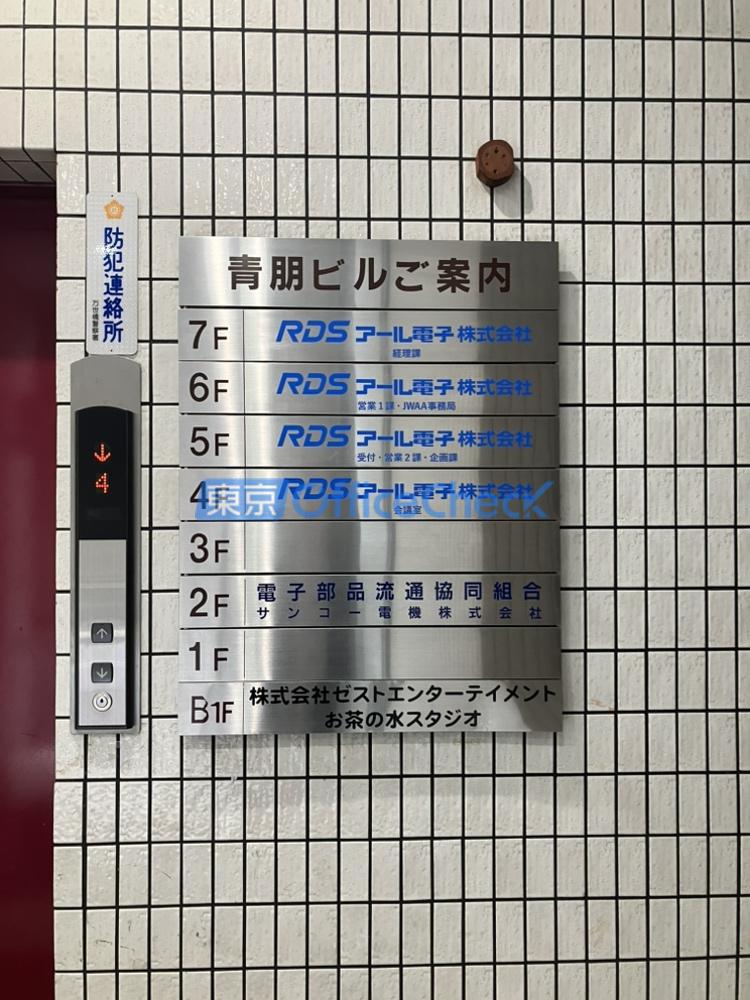 防犯連絡所
万世橋警察署
↓
4
青朋ビルご案内
7F RDS アール電子株式会社
経理課
6F RDS アール電子株式会社
営業1課・JWAA事務局
5F RDS アール電子株式会社
受付・営業2課・企画課
4F RDS アール電子株式会社
会議室
東京OfficeCheck
3F
2F 電子部品流通協同組合
サンコー電機株式会社
1F
B1F 株式会社ゼストエンターテイメント
お茶の水スタジオ